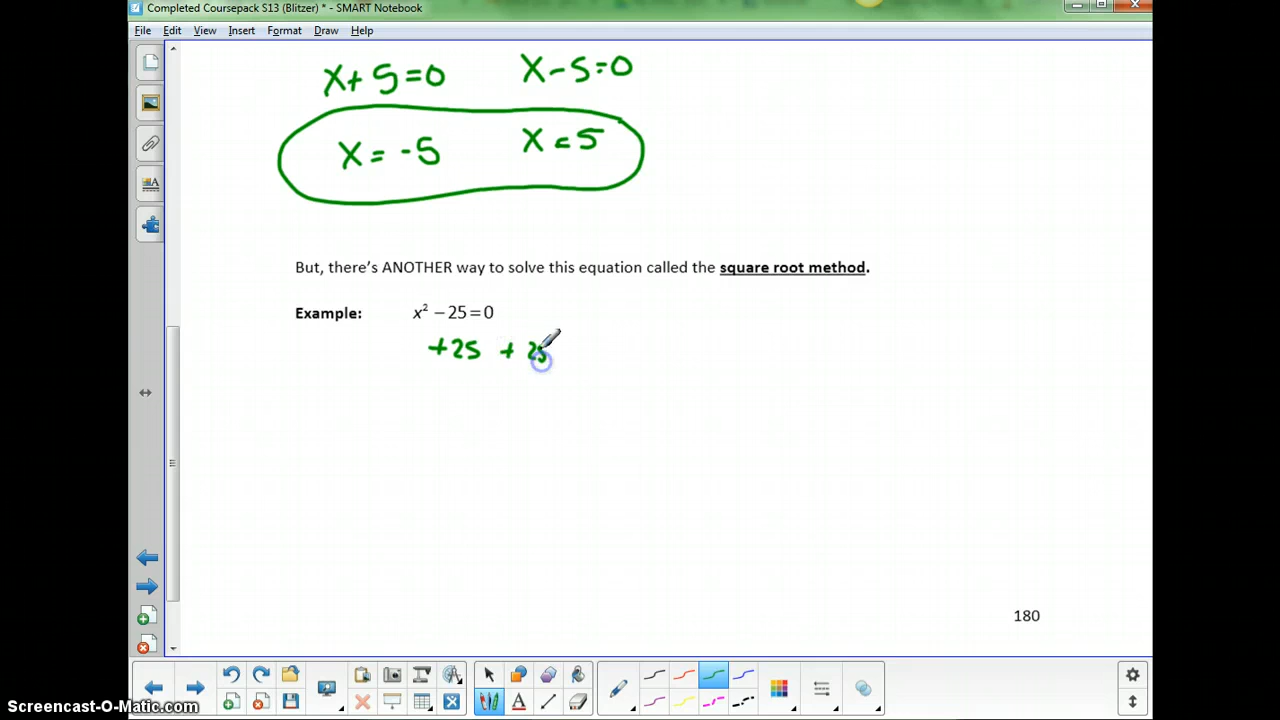 Completed Coursepack S13 (Blitzer) * - SMART Notebook
File Edit View Insert Format Draw Help
x+5=0 x-5=0
x=-5 x=5
But, there's ANOTHER way to solve this equation called the square root method.
Example: x² − 25 = 0
+25 +25
180
Screencast-O-Matic.com